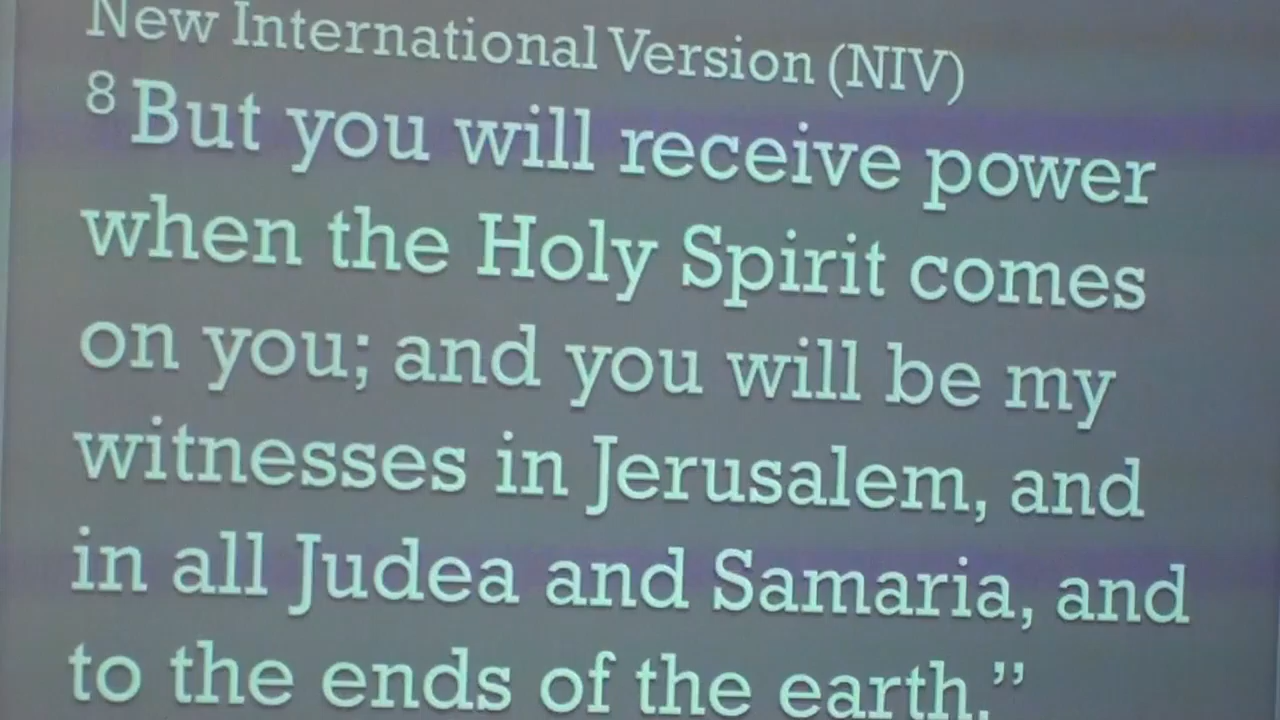 New International Version (NIV)
8 But you will receive power
when the Holy Spirit comes
on you; and you will be my
witnesses in Jerusalem, and
in all Judea and Samaria, and
to the ends of the earth.”